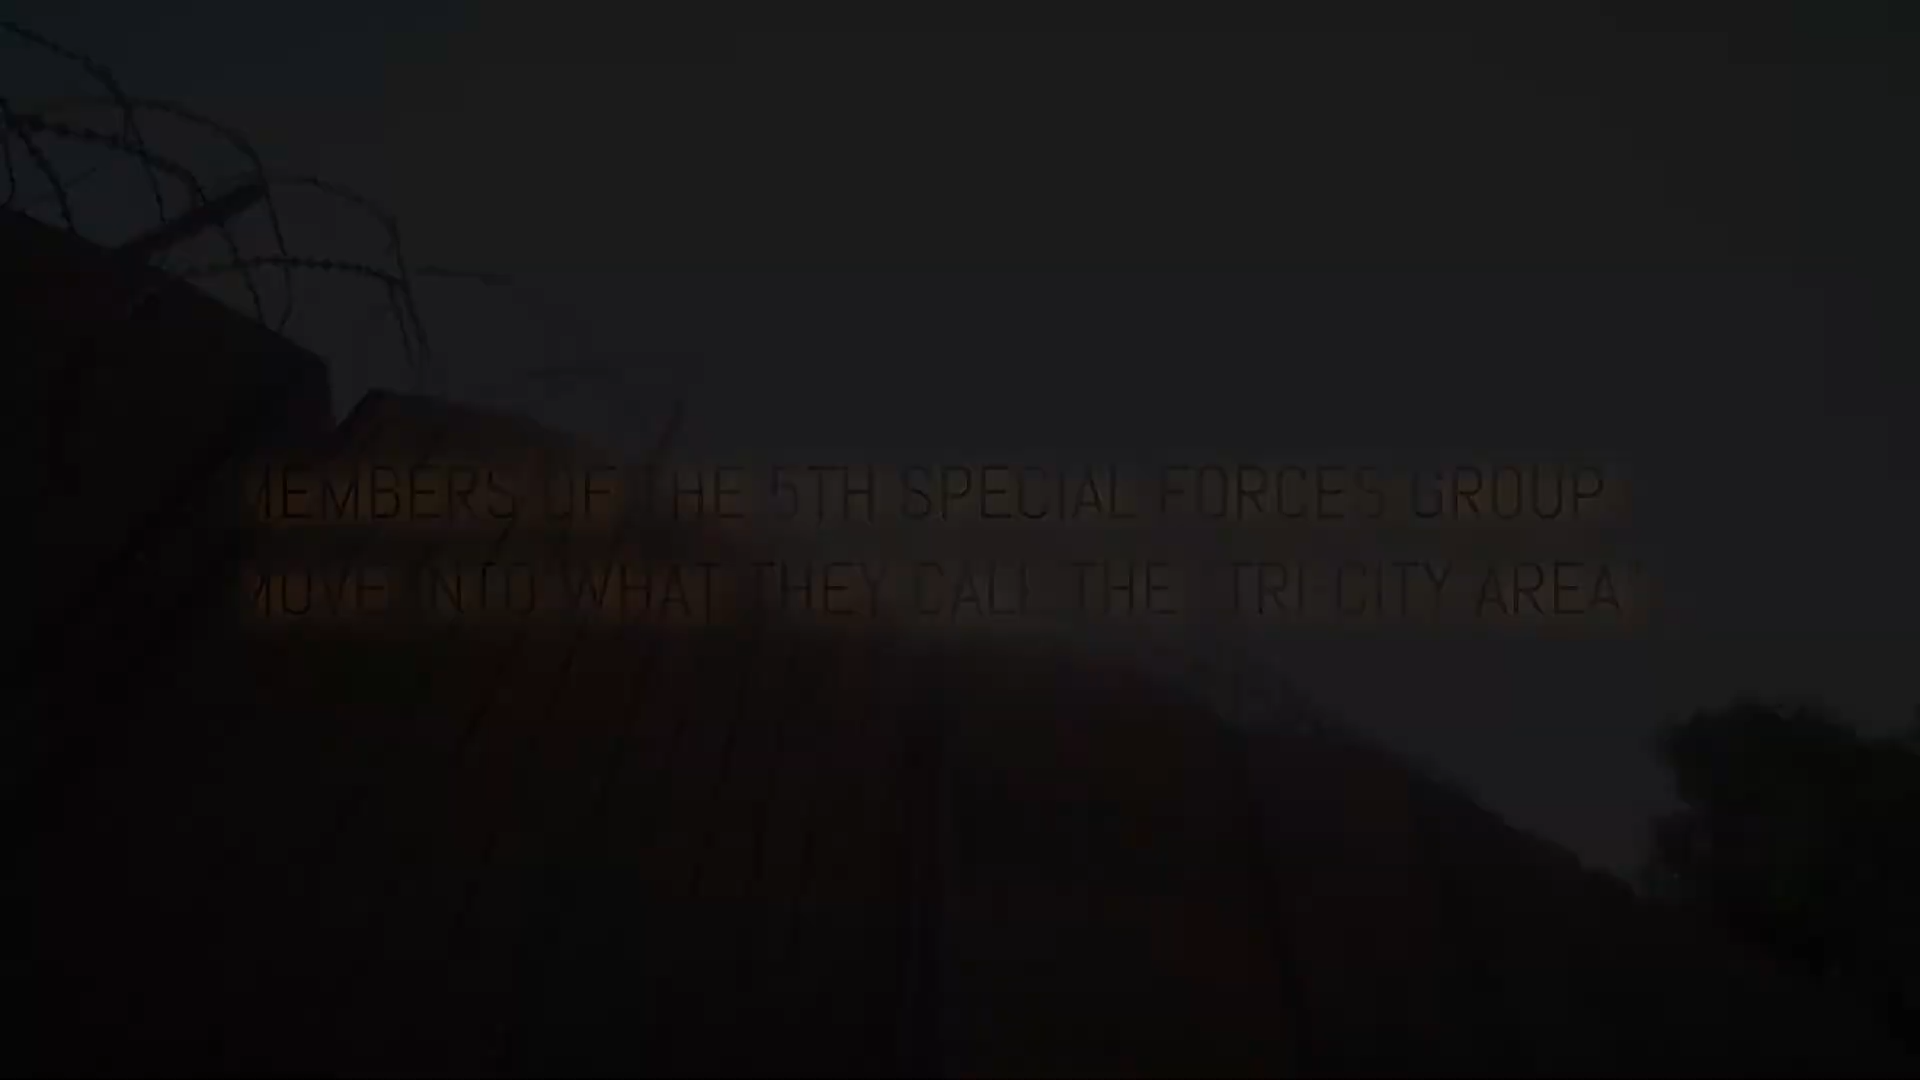 MEMBERS OF THE 5TH SPECIAL FORCES GROUP
MOVE INTO WHAT THEY CALL THE "TRI-CITY AREA"